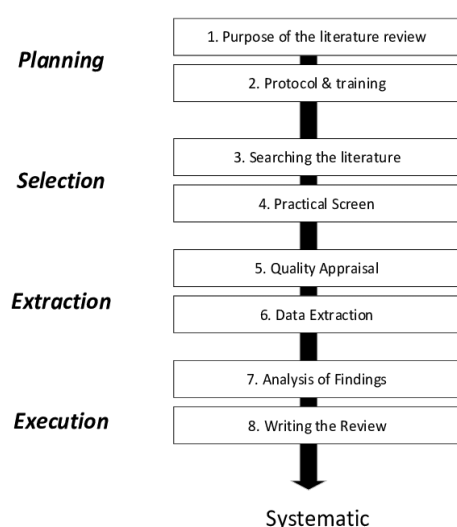 Planning
1. Purpose of the literature review
2. Protocol & training
Selection
3. Searching the literature
4. Practical Screen
Extraction
5. Quality Appraisal
6. Data Extraction
Execution
7. Analysis of Findings
8. Writing the Review
Systematic